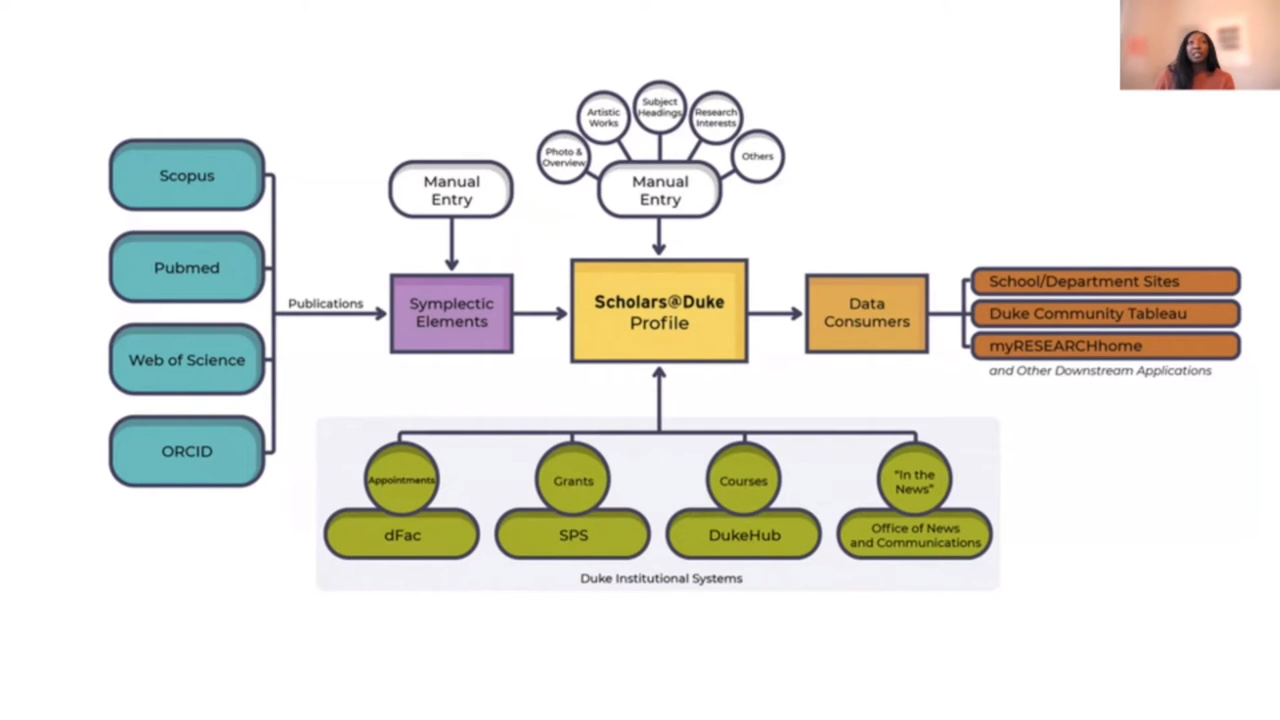 Scopus
Pubmed
Web of Science
ORCID
Publications
Manual
Entry
Symplectic
Elements
Photo &
Overview
Artistic
Works
Subject
Headings
Research
Interests
Others
Manual
Entry
Scholars@Duke
Profile
Data
Consumers
School/Department Sites
Duke Community Tableau
myRESEARCHhome
and Other Downstream Applications
Appointments
dFac
Grants
SPS
Courses
DukeHub
"In the
News"
Office of News
and Communications
Duke Institutional Systems